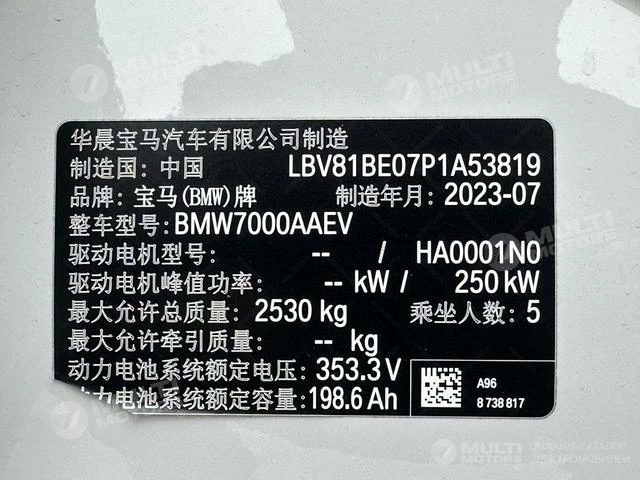 华晨宝马汽车有限公司制造
制造国: 中国 LBV81BE07P1A53819
品牌: 宝马(BMW)牌 制造年月: 2023-07
整车型号: BMW7000AAEV
驱动电机型号: -- / HA0001N0
驱动电机峰值功率: -- kW / 250 kW
最大允许总质量: 2530 kg 乘坐人数: 5
最大允许牵引质量: -- kg
动力电池系统额定电压: 353.3 V
动力电池系统额定容量: 198.6 Ah
A96
8 738 817
MULTI MOTORS
ОНЛАЙН-КАТАЛОГ
ЭЛЕКТРОМОБИЛЕЙ